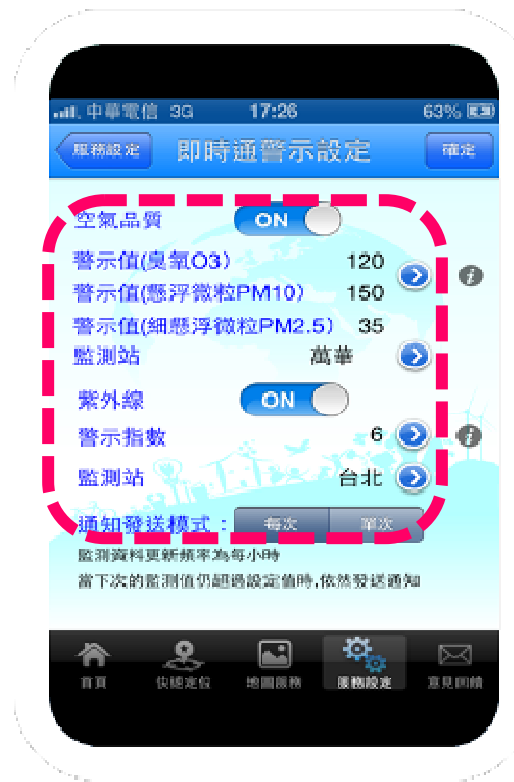 中華電信 3G 17:26 63%
服務設定 即時通警示設定 確定
空氣品質 ON
警示值(臭氧O3) 120
警示值(懸浮微粒PM10) 150
警示值(細懸浮微粒PM2.5) 35
監測站 萬華
紫外線 ON
警示指數 6
監測站 台北
通知發送模式： 每次 單次
監測資料更新頻率為每小時
當下次的監測值仍超過設定值時,依然發送通知
首頁 快速定位 地圖服務 服務設定 意見回饋